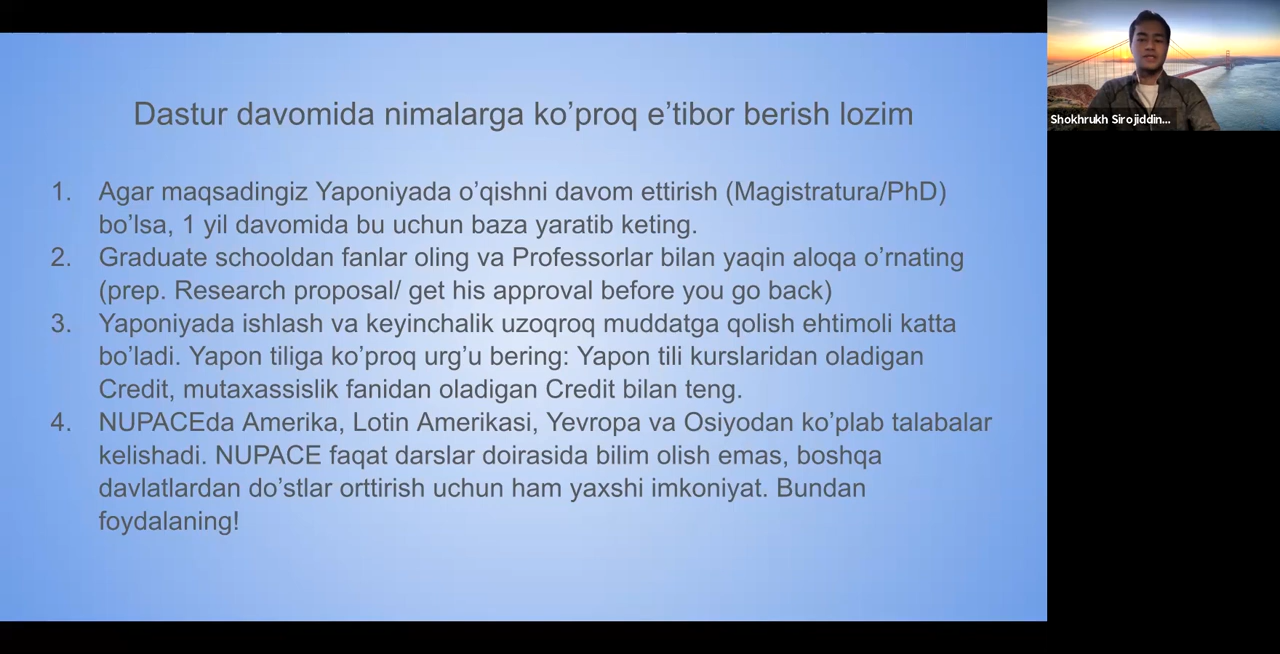 Dastur davomida nimalarga ko’proq e’tibor berish lozim
1. Agar maqsadingiz Yaponiyada o’qishni davom ettirish (Magistratura/PhD)
bo’lsa, 1 yil davomida bu uchun baza yaratib keting.
2. Graduate schooldan fanlar oling va Professorlar bilan yaqin aloqa o’rnating
(prep. Research proposal/ get his approval before you go back)
3. Yaponiyada ishlash va keyinchalik uzoqroq muddatga qolish ehtimoli katta
bo’ladi. Yapon tiliga ko’proq urg’u bering: Yapon tili kurslaridan oladigan
Credit, mutaxassislik fanidan oladigan Credit bilan teng.
4. NUPACEda Amerika, Lotin Amerikasi, Yevropa va Osiyodan ko’plab talabalar
kelishadi. NUPACE faqat darslar doirasida bilim olish emas, boshqa
davlatlardan do’stlar orttirish uchun ham yaxshi imkoniyat. Bundan
foydalaning!
Shokhrukh Sirojiddin...